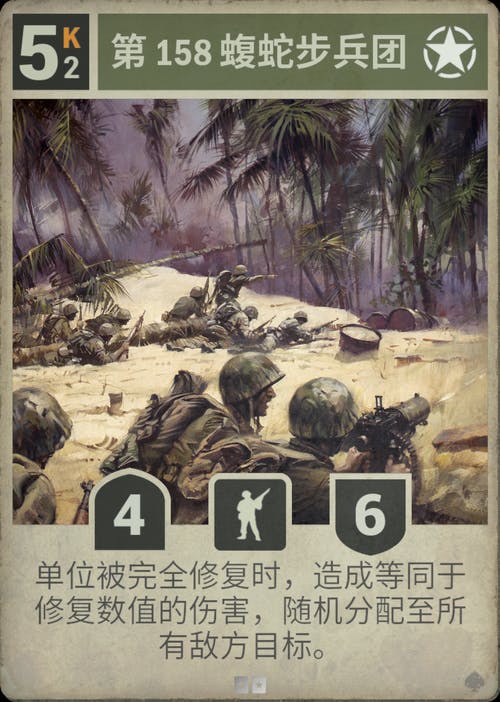 5K
2
第 158 蝮蛇步兵团
4
6
单位被完全修复时，造成等同于
修复数值的伤害，随机分配至所
有敌方目标。